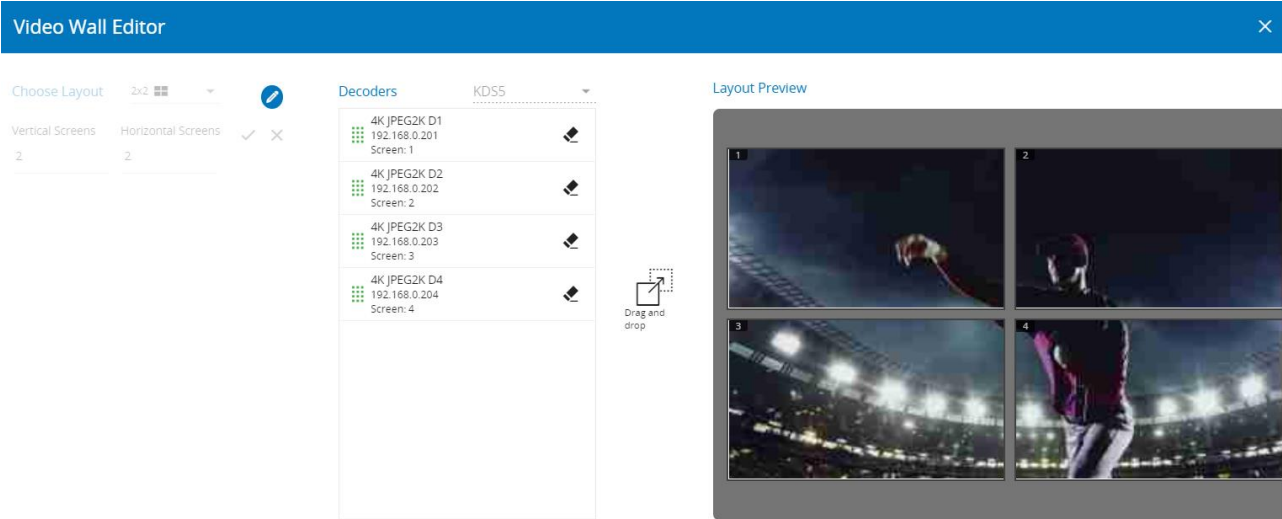 Video Wall Editor
Choose Layout 2x2
Vertical Screens Horizontal Screens
2 2
Decoders KDS5
4K JPEG2K D1
192.168.0.201
Screen: 1
4K JPEG2K D2
192.168.0.202
Screen: 2
4K JPEG2K D3
192.168.0.203
Screen: 3
4K JPEG2K D4
192.168.0.204
Screen: 4
Drag and
drop
Layout Preview
1 2
3 4